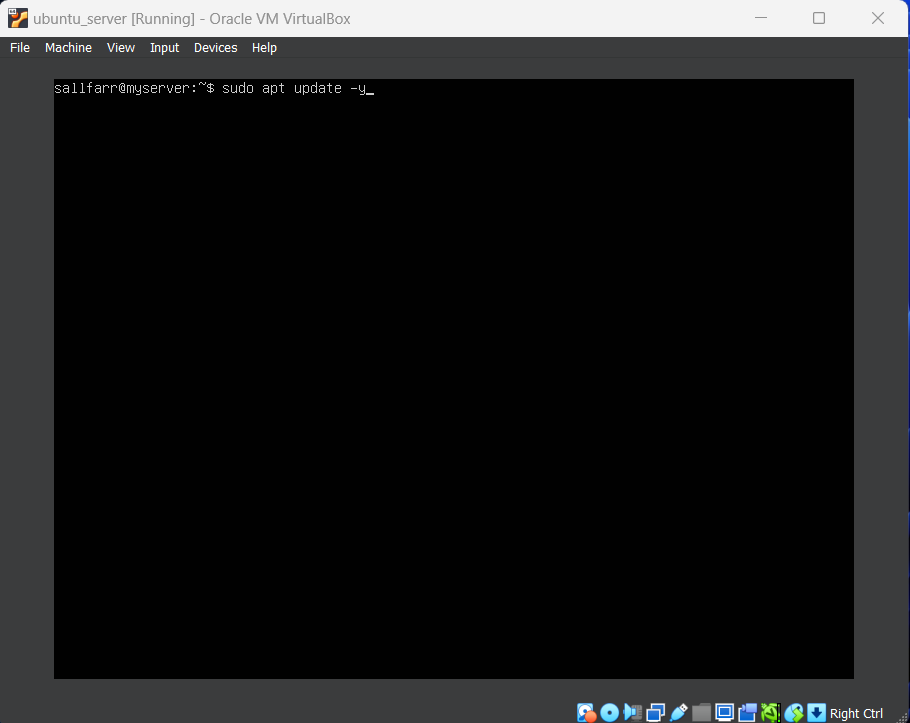 ubuntu_server [Running] - Oracle VM VirtualBox
File Machine View Input Devices Help
sallfarr@myserver:~$ sudo apt update -y_
Right Ctrl